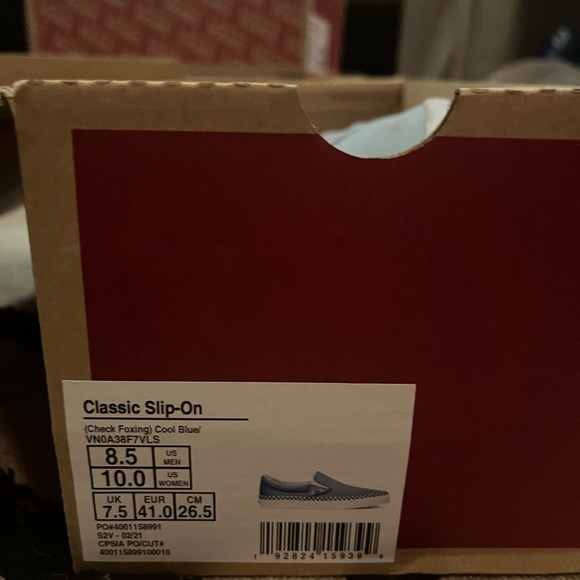 Classic Slip-On
(Check Foxing) Cool Blue/
VN0A38F7VLS
8.5 US MEN
10.0 US WOMEN
UK EUR CM
7.5 41.0 26.5
PO#4001158991
S2V - 02/21
CPSIA PO/CUT#
400115899100010
1 92824 15939 9